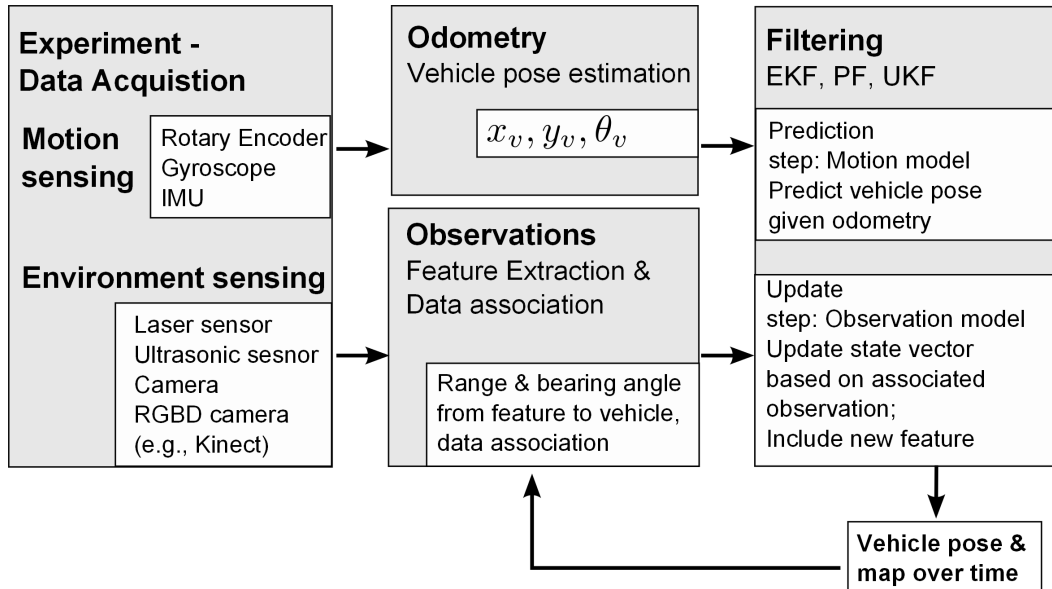 Experiment -
Data Acquistion
Motion
sensing
Rotary Encoder
Gyroscope
IMU
Environment sensing
Laser sensor
Ultrasonic sesnor
Camera
RGBD camera
(e.g., Kinect)
Odometry
Vehicle pose estimation
x_v, y_v, θ_v
Observations
Feature Extraction &
Data association
Range & bearing angle
from feature to vehicle,
data association
Filtering
EKF, PF, UKF
Prediction
step: Motion model
Predict vehicle pose
given odometry
Update
step: Observation model
Update state vector
based on associated
observation;
Include new feature
Vehicle pose &
map over time